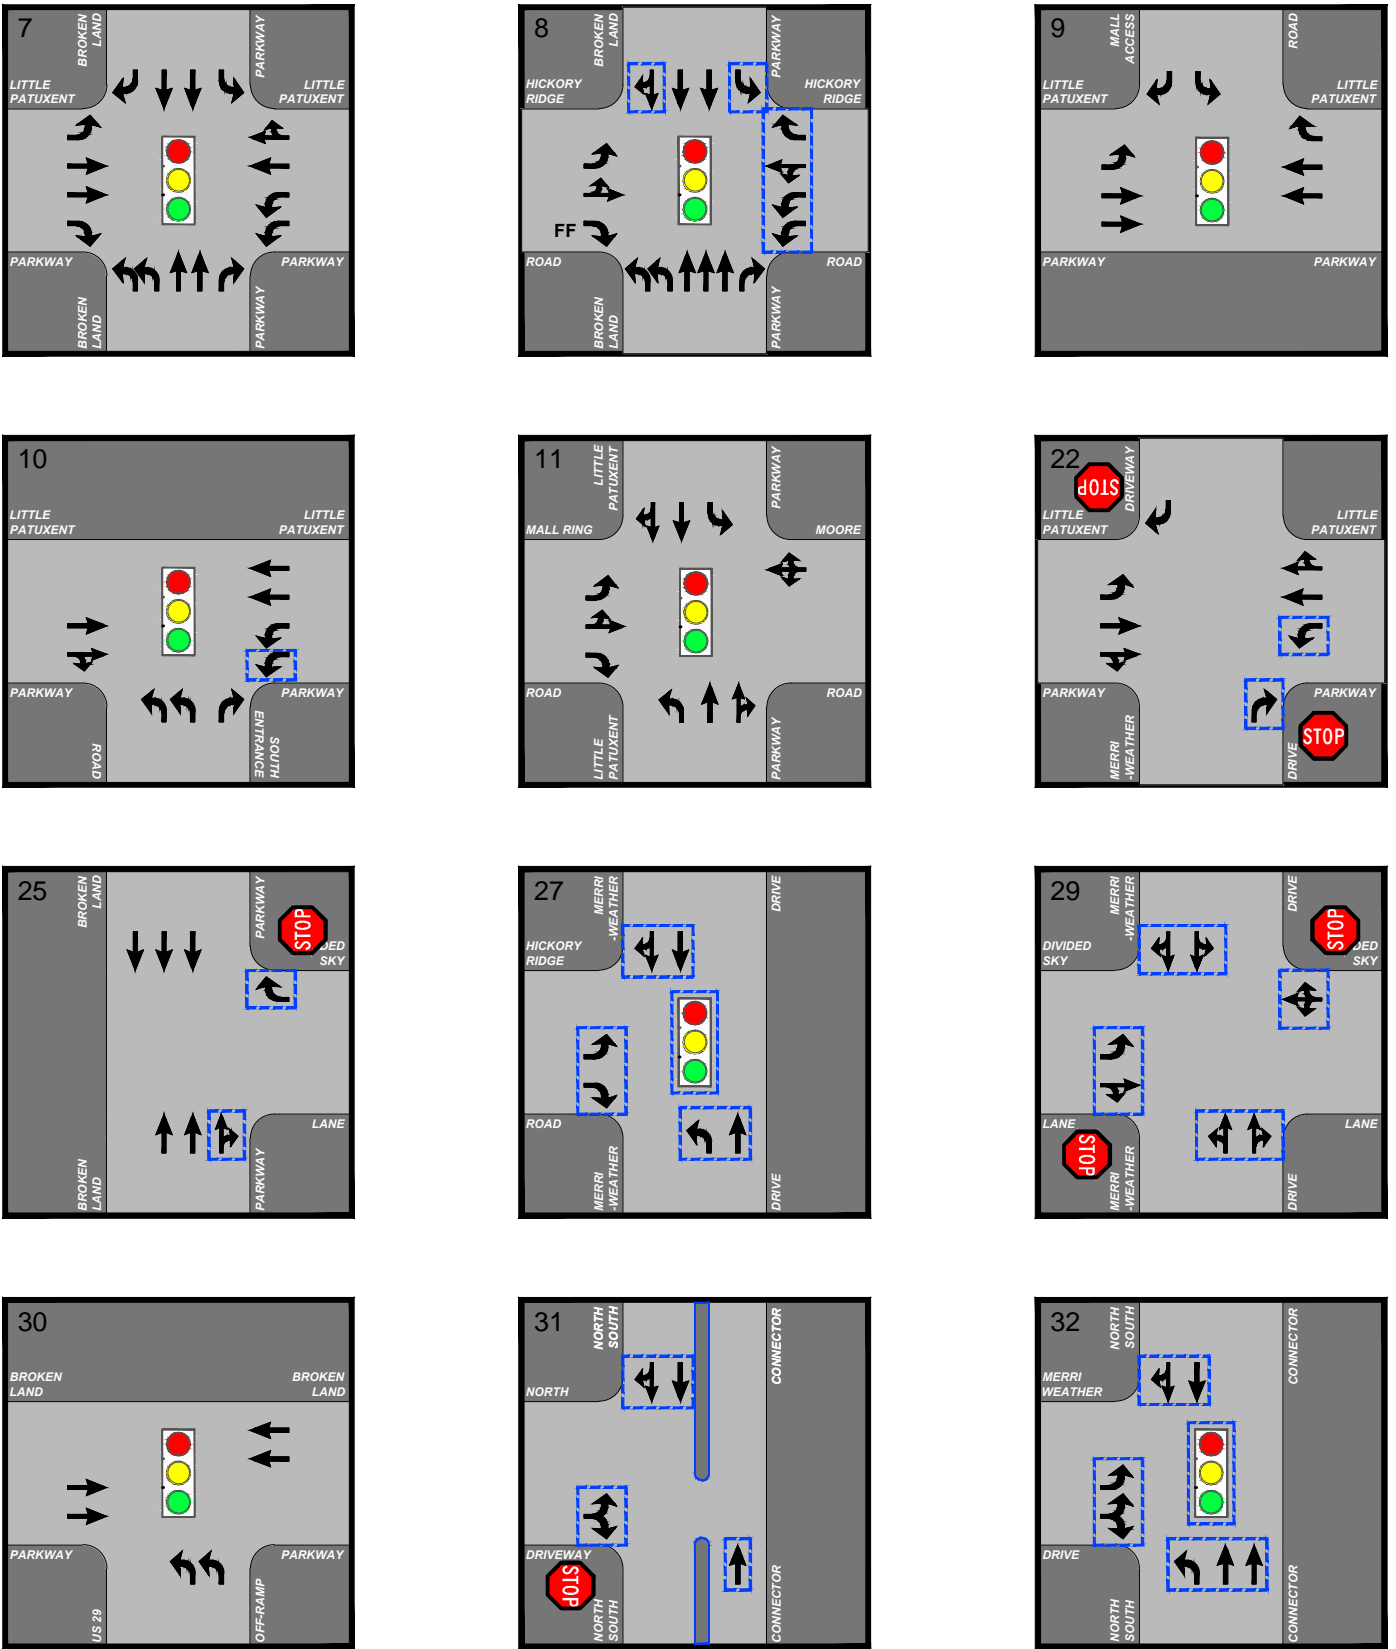 7
BROKEN
LAND
PARKWAY
LITTLE
PATUXENT
LITTLE
PATUXENT
PARKWAY
PARKWAY
BROKEN
LAND
PARKWAY
8
BROKEN
LAND
PARKWAY
HICKORY
RIDGE
HICKORY
RIDGE
FF
ROAD
ROAD
BROKEN
LAND
PARKWAY
9
MALL
ACCESS
ROAD
LITTLE
PATUXENT
LITTLE
PATUXENT
PARKWAY
PARKWAY
10
LITTLE
PATUXENT
LITTLE
PATUXENT
PARKWAY
PARKWAY
ROAD
SOUTH
ENTRANCE
11
LITTLE
PATUXENT
PARKWAY
MALL RING
MOORE
ROAD
ROAD
LITTLE
PATUXENT
PARKWAY
22
STOP
DRIVEWAY
LITTLE
PATUXENT
LITTLE
PATUXENT
PARKWAY
PARKWAY
MERRI
-WEATHER
DRIVE
STOP
25
BROKEN
LAND
PARKWAY
STOP
DED
SKY
LANE
BROKEN
LAND
PARKWAY
27
MERRI
-WEATHER
DRIVE
HICKORY
RIDGE
ROAD
MERRI
-WEATHER
DRIVE
29
MERRI
-WEATHER
DRIVE
STOP
DIVIDED
SKY
DED
SKY
LANE
LANE
STOP
MERRI
-WEATHER
DRIVE
30
BROKEN
LAND
BROKEN
LAND
PARKWAY
PARKWAY
US 29
OFF-RAMP
31
NORTH
SOUTH
CONNECTOR
NORTH
DRIVEWAY
STOP
NORTH
SOUTH
CONNECTOR
32
NORTH
SOUTH
CONNECTOR
MERRI
WEATHER
DRIVE
NORTH
SOUTH
CONNECTOR